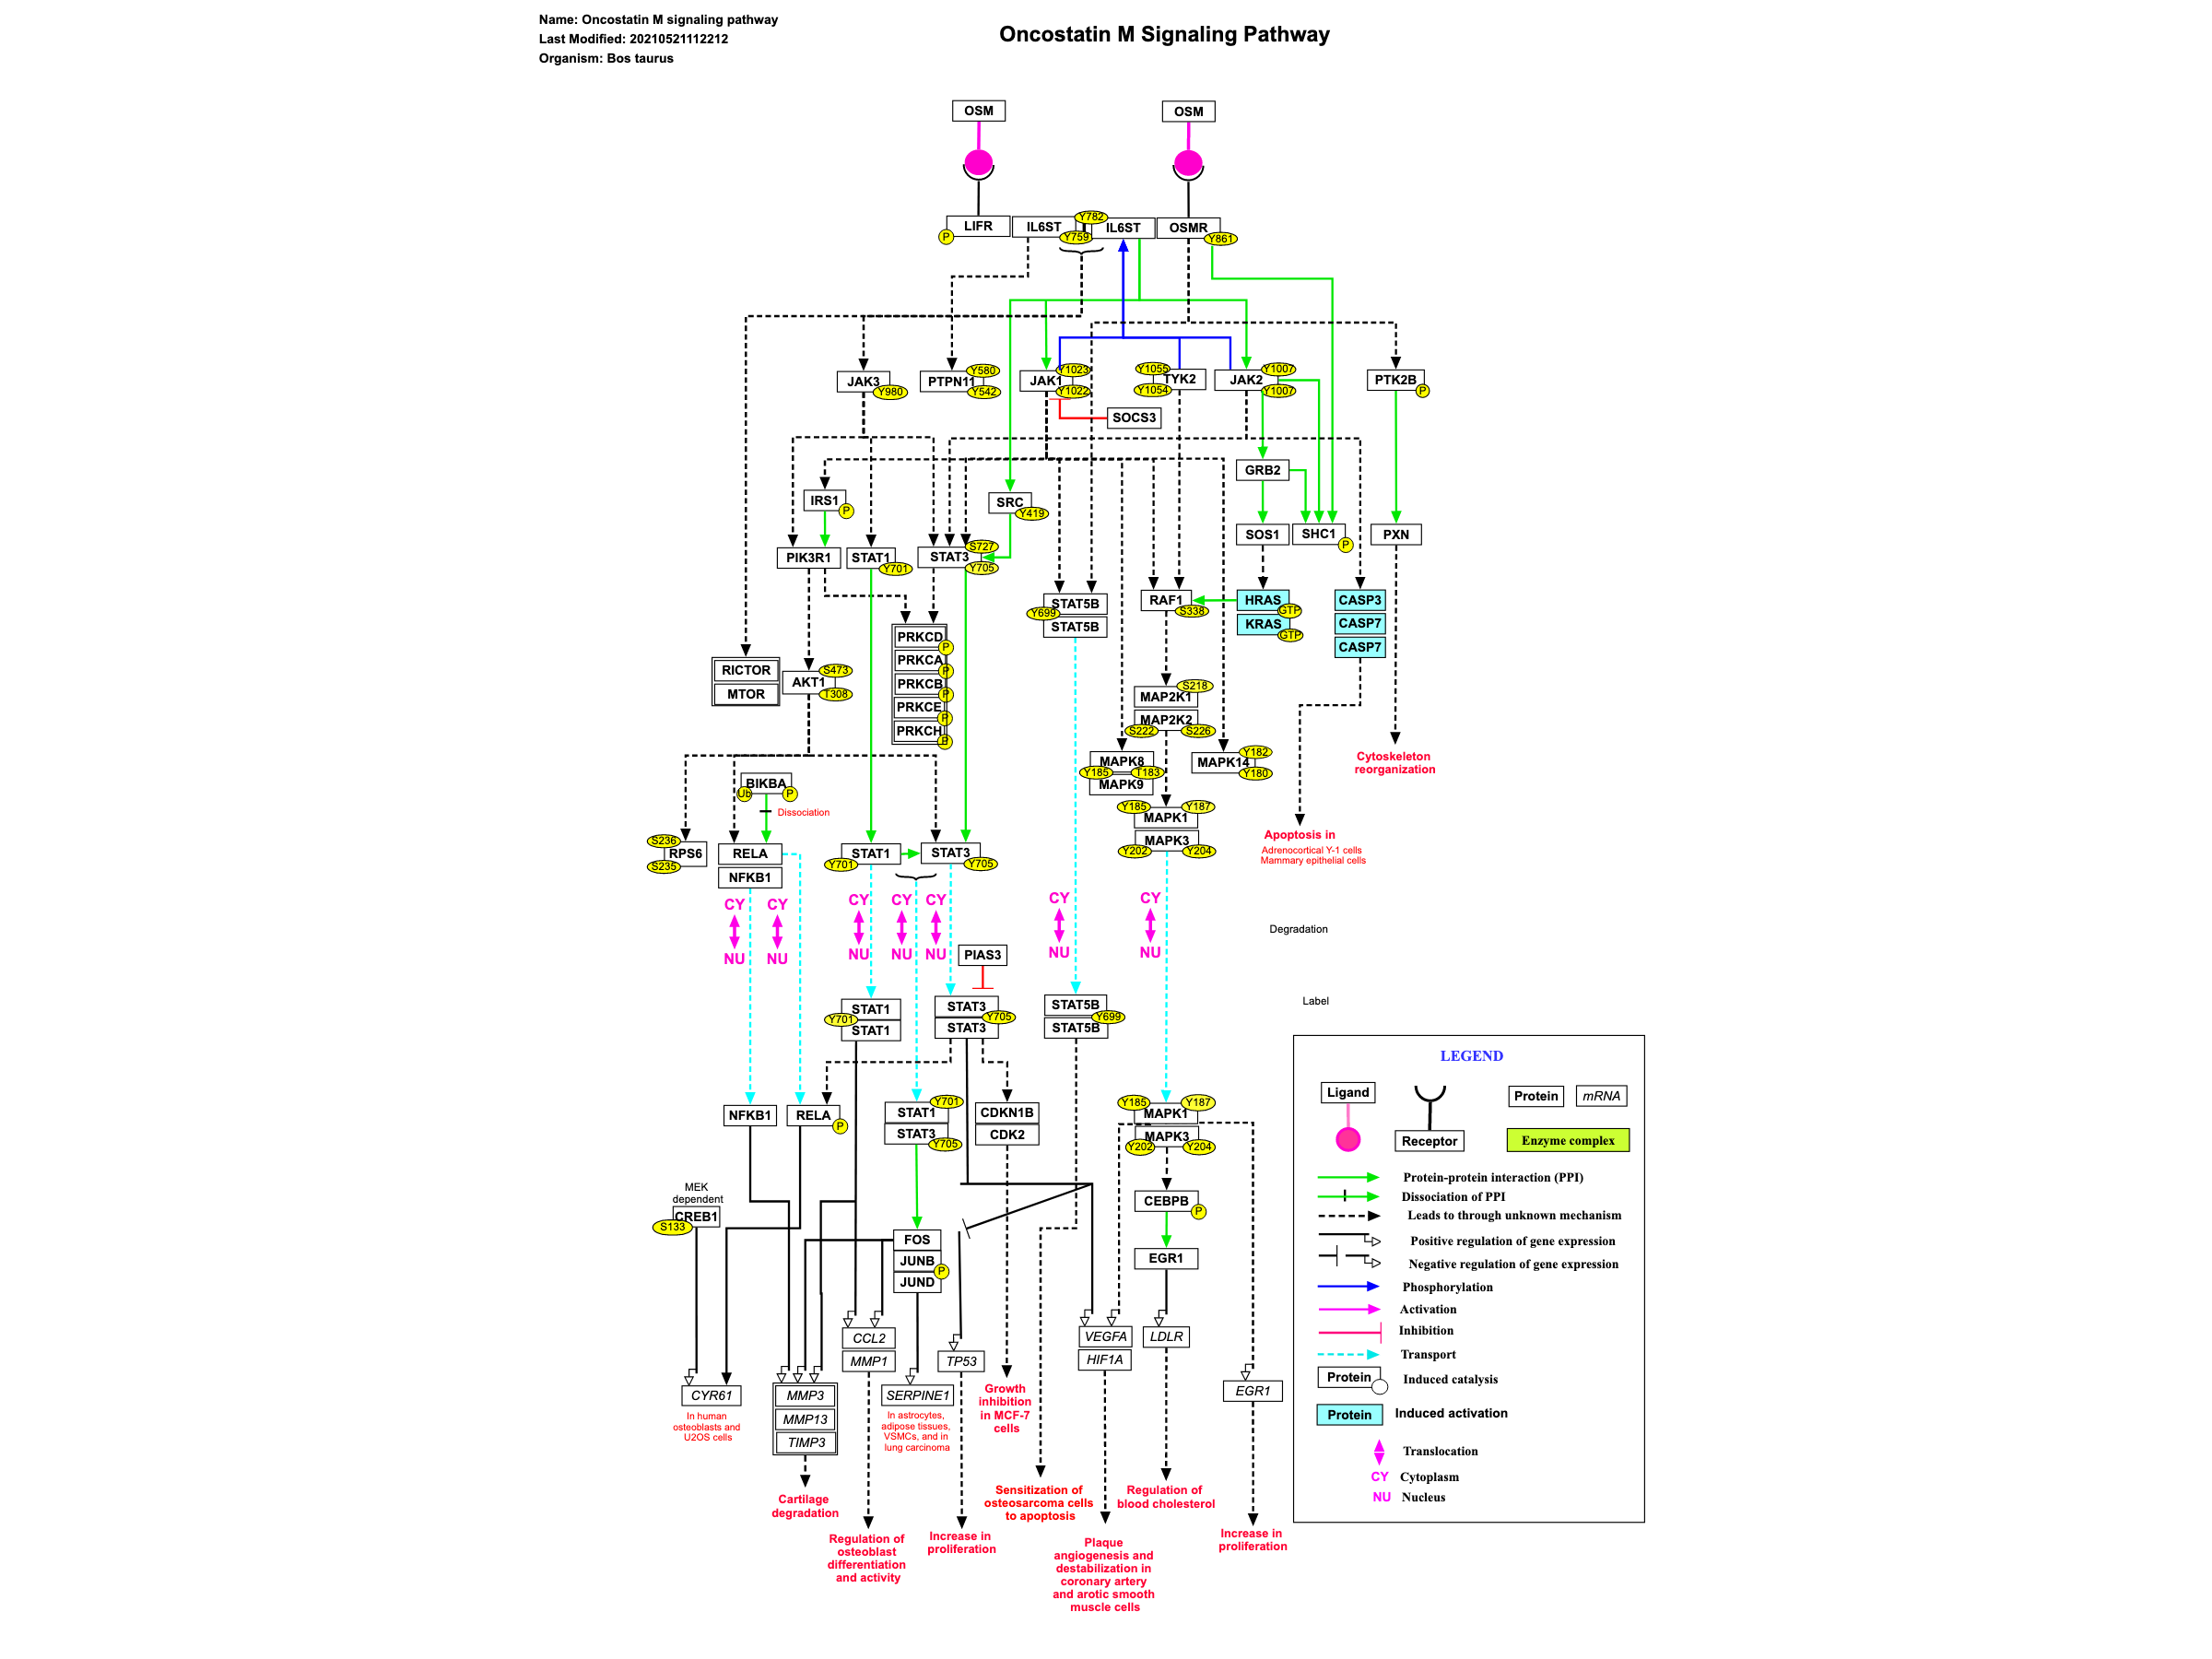 Name: Oncostatin M signaling pathway
Last Modified: 20210521112212
Organism: Bos taurus
Oncostatin M Signaling Pathway
OSM
OSM
LIFR
P
IL6ST
Y782
Y759
IL6ST
OSMR
Y861
JAK3
Y980
PTPN11
Y580
Y542
JAK1
Y1023
Y1022
Y1055
TYK2
Y1054
JAK2
Y1007
Y1007
PTK2B
P
SOCS3
GRB2
IRS1
P
SRC
Y419
SOS1
SHC1
P
PXN
PIK3R1
STAT1
Y701
STAT3
S727
Y705
STAT5B
Y699
STAT5B
RAF1
S338
HRAS
GTP
KRAS
GTP
CASP3
CASP7
CASP7
PRKCD
P
PRKCA
P
PRKCB
P
PRKCE
P
PRKCH
P
RICTOR
MTOR
AKT1
S473
T308
S218
MAP2K1
MAP2K2
S222
S226
MAPK8
Y185
T183
MAPK9
MAPK14
Y182
Y180
Cytoskeleton
reorganization
BIKBA
Ub
P
Dissociation
Y185
Y187
MAPK1
MAPK3
Y202
Y204
Apoptosis in
Adrenocortical Y-1 cells
Mammary epithelial cells
S236
RPS6
S235
RELA
NFKB1
STAT1
Y701
STAT3
Y705
CY
NU
CY
NU
CY
NU
CY
NU
CY
NU
CY
NU
CY
NU
Degradation
PIAS3
Label
STAT1
Y701
STAT1
STAT3
Y705
STAT3
STAT5B
Y699
STAT5B
NFKB1
RELA
P
STAT1
Y701
STAT3
Y705
CDKN1B
CDK2
Y185
Y187
MAPK1
MAPK3
Y202
Y204
MEK
dependent
CREB1
S133
CEBPB
P
FOS
JUNB
P
JUND
EGR1
CCL2
MMP1
TP53
VEGFA
HIF1A
LDLR
EGR1
CYR61
In human
osteoblasts and
U2OS cells
MMP3
MMP13
TIMP3
SERPINE1
In astrocytes,
adipose tissues,
VSMCs, and in
lung carcinoma
Growth
inhibition
in MCF-7
cells
Cartilage
degradation
Regulation of
osteoblast
differentiation
and activity
Increase in
proliferation
Sensitization of
osteosarcoma cells
to apoptosis
Plaque
angiogenesis and
destabilization in
coronary artery
and arotic smooth
muscle cells
Regulation of
blood cholesterol
Increase in
proliferation
LEGEND
Ligand
Receptor
Protein
mRNA
Enzyme complex
Protein-protein interaction (PPI)
Dissociation of PPI
Leads to through unknown mechanism
Positive regulation of gene expression
Negative regulation of gene expression
Phosphorylation
Activation
Inhibition
Transport
Protein
Induced catalysis
Protein
Induced activation
Translocation
CY
Cytoplasm
NU
Nucleus